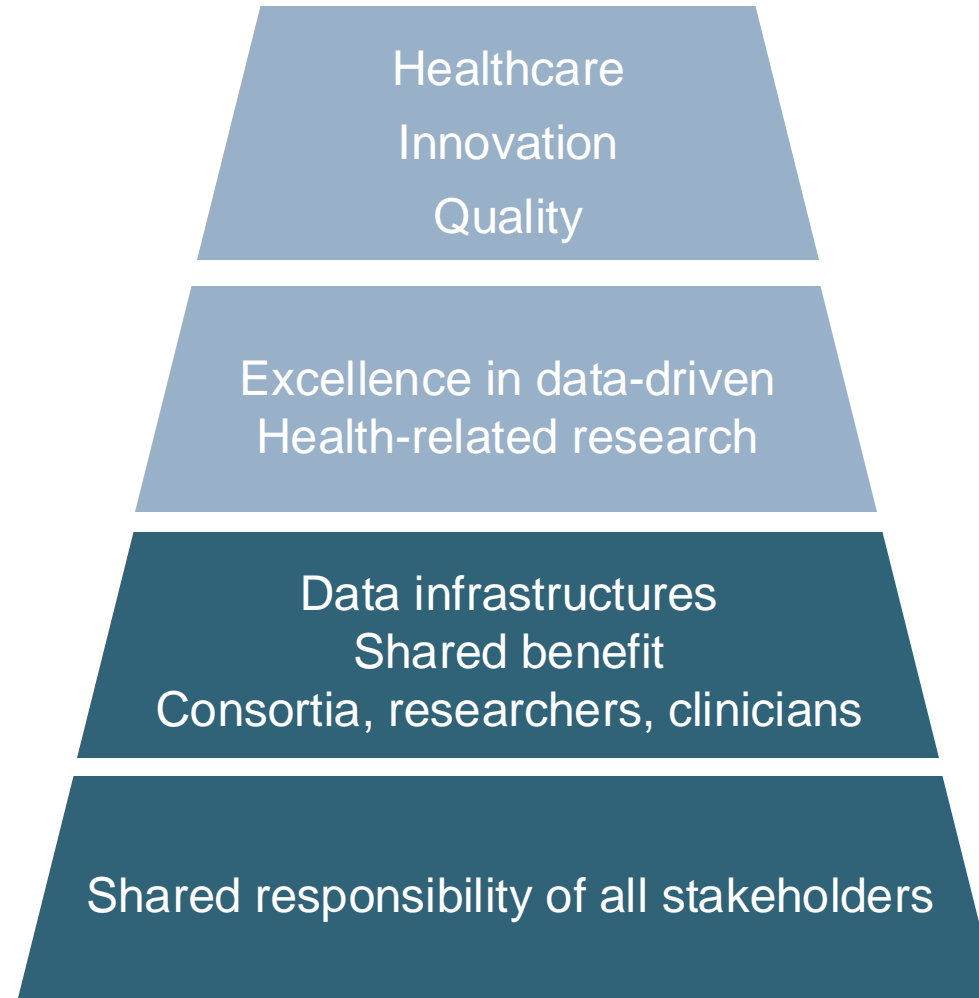 Healthcare
Innovation
Quality
Excellence in data-driven
Health-related research
Data infrastructures
Shared benefit
Consortia, researchers, clinicians
Shared responsibility of all stakeholders